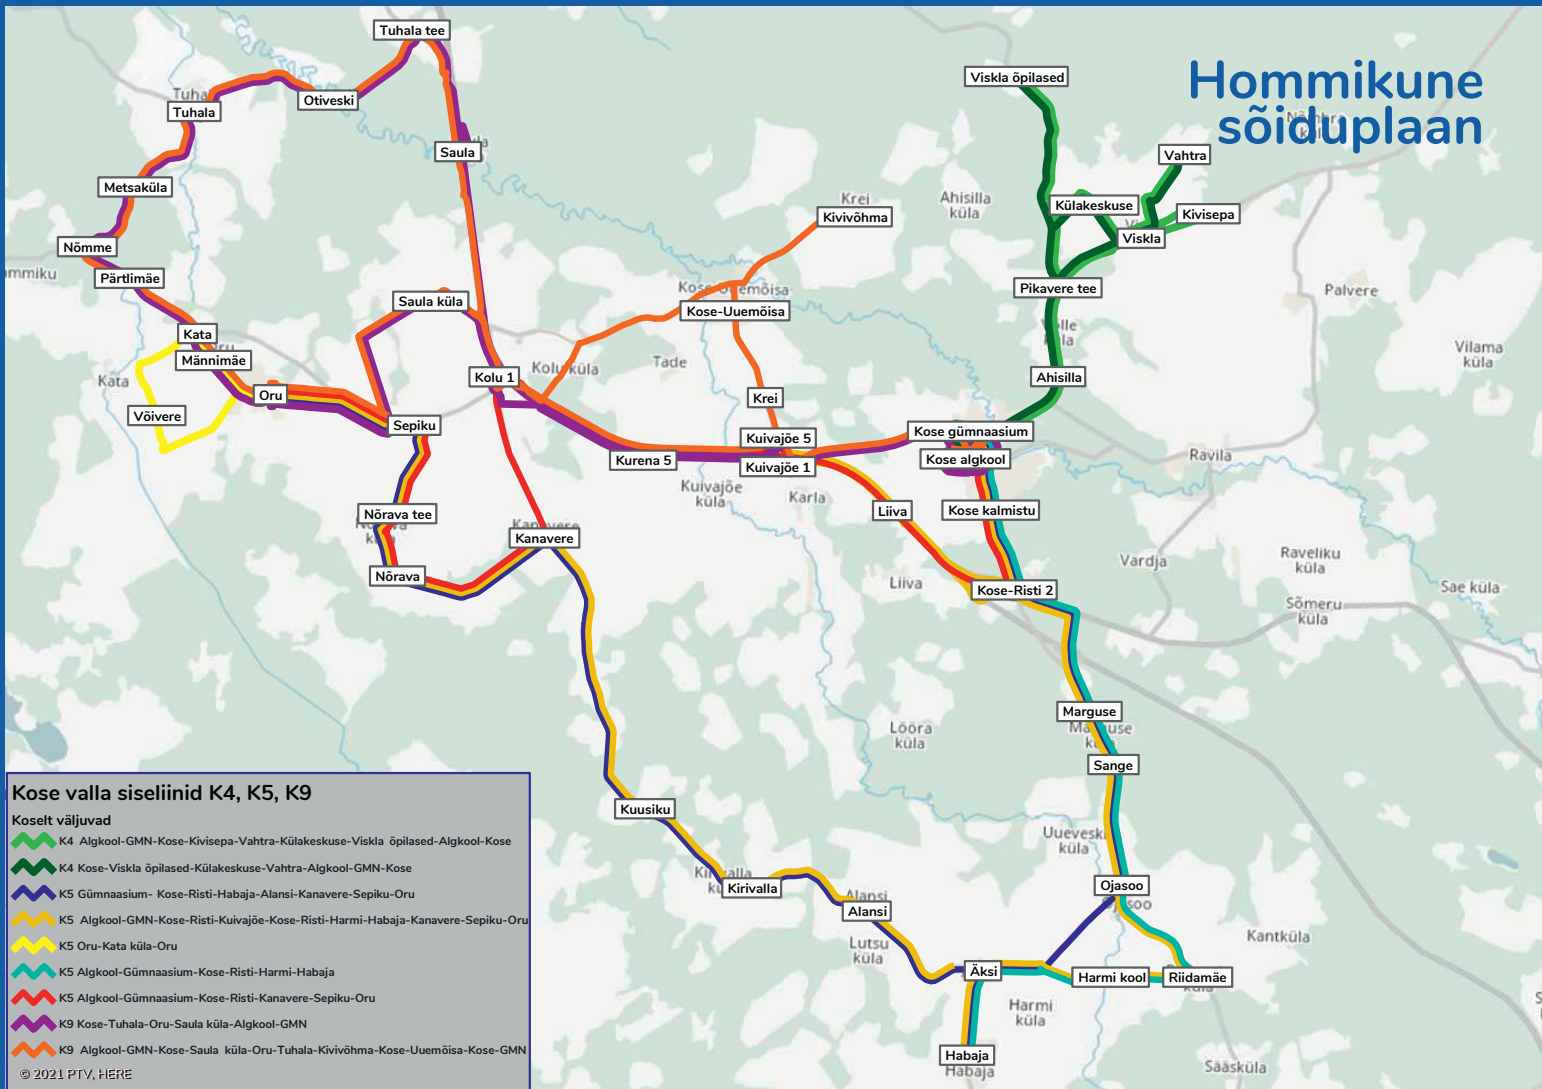 Hommikune
sõiduplaan
Tuhala tee
Viskla õpilased
Otiveski
Tuhala
Saula
Vahtra
Metsaküla
Krei
Kivivõhma
Ahisilla
küla
Külakeskuse
Kivisepa
Viskla
Nõmme
Pärtlimäe
Pikavere tee
Palvere
Saula küla
Kose-Uuemõisa
Kata
Männimäe
Kolu küla
Tade
Vilama
küla
Kata
Oru
Kolu 1
Ahisilla
Võivere
Krei
Sepiku
Kose gümnaasium
Kuivajõe 5
Kurena 5
Kuivajõe 1
Kose algkool
Ravila
Kuivajõe
küla
Karla
Nõrava tee
Liiva
Kose kalmistu
Kanavere
Vardja
Raveliku
küla
Nõrava
Liiva
Kose-Risti 2
Sae küla
Sõmeru
küla
Marguse
Lööra
küla
Sange
Kuusiku
Ueveski
küla
Kirivalla
Alansi
Alansi
Ojasoo
Lutsu
küla
Kantküla
Äksi
Harmi kool
Riidamäe
Harmi
küla
Habaja
Habaja
Sääsküla
Kose valla siseliinid K4, K5, K9
Koselt väljuvad
K4 Algkool-GMN-Kose-Kivisepa-Vahtra-Külakeskuse-Viskla õpilased-Algkool-Kose
K4 Kose-Viskla õpilased-Külakeskuse-Vahtra-Algkool-GMN-Kose
K5 Gümnaasium- Kose-Risti-Habaja-Alansi-Kanavere-Sepiku-Oru
K5 Algkool-GMN-Kose-Risti-Kuivajõe-Kose-Risti-Harmi-Habaja-Kanavere-Sepiku-Oru
K5 Oru-Kata küla-Oru
K5 Algkool-Gümnaasium-Kose-Risti-Harmi-Habaja
K5 Algkool-Gümnaasium-Kose-Risti-Kanavere-Sepiku-Oru
K9 Kose-Tuhala-Oru-Saula küla-Algkool-GMN
K9 Algkool-GMN-Kose-Saula küla-Oru-Tuhala-Kivivõhma-Kose-Uuemõisa-Kose-GMN
© 2021 PTV, HERE